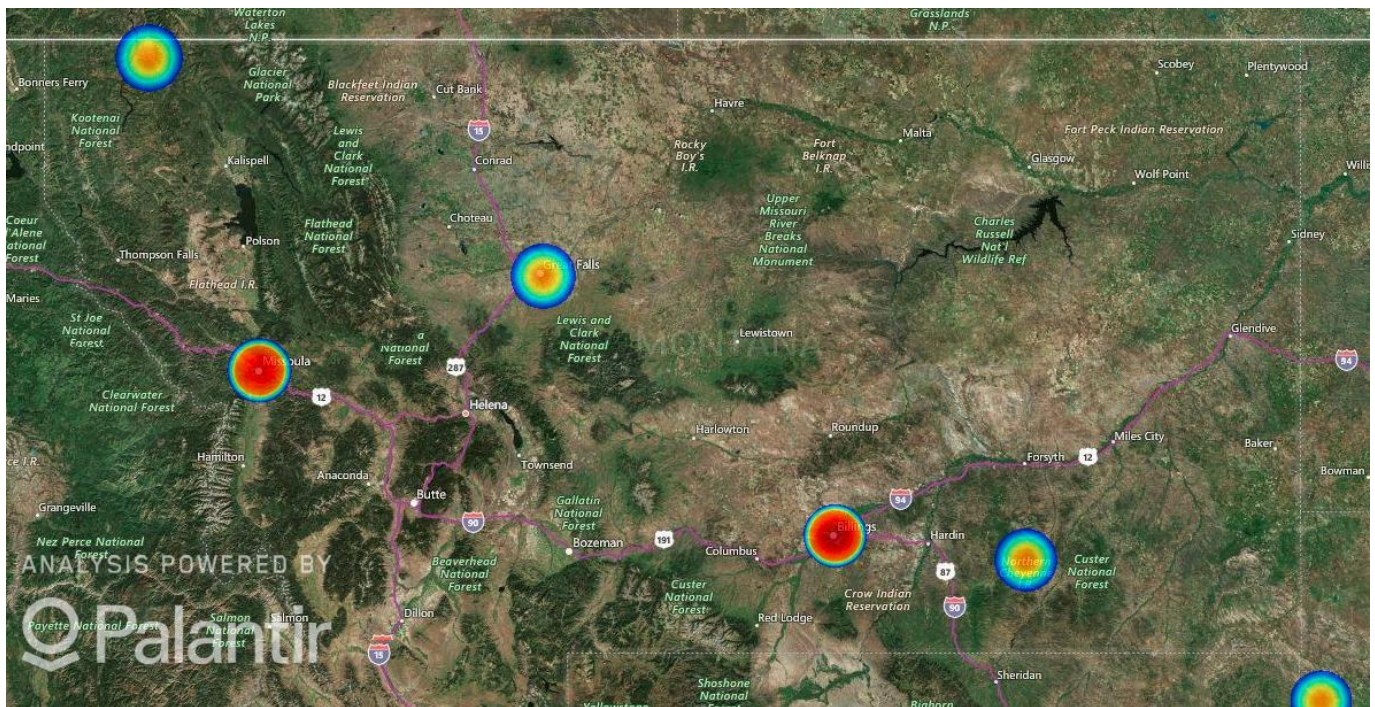 Waterton
Lakes
N.P.
Grasslands
N.P.
Bonners Ferry
Glacier
National
Park
Blackfeet Indian
Reservation
Cut Bank
Scobey
Plentywood
Kootenai
National
Forest
Havre
15
Malta
Fort Peck Indian Reservation
Lewis
and
Clark
National
Forest
Rocky
Boy's
I.R.
Fort
Belknap
I.R.
ndpoint
Kalispell
Conrad
Glasgow
Wolf Point
Willis
Coeur
d'Alene
National
Forest
Polson
Flathead
National
Forest
Choteau
Upper
Missouri
River
Breaks
National
Monument
Charles
Russell
Nat'l
Wildlife Ref
Sidney
Thompson Falls
Flathead I.R.
Great Falls
Maries
St Joe
National
Forest
a
National
Forest
Lewis and
Clark
National
Forest
Lewistown
MONTANA
Glendive
94
Missoula
287
Clearwater
National Forest
12
Helena
Harlowton
Roundup
Miles City
Baker
Bowman
ce I.R.
Hamilton
Anaconda
Townsend
Forsyth
12
Grangeville
Butte
Gallatin
National
Forest
94
Nez Perce National
Forest
90
Bozeman
191
Columbus
Billings
Hardin
ANALYSIS POWERED BY
Beaverhead
National
Forest
Custer
National
Forest
87
Northern
Cheyenne
Custer
National
Forest
Crow Indian
Reservation
90
Palantir
Payette National Forest
Salmon
National
Forest
Salmon
Dillon
Red Lodge
15
Shoshone
National
Forest
Sheridan
Yellowstone
Bighorn